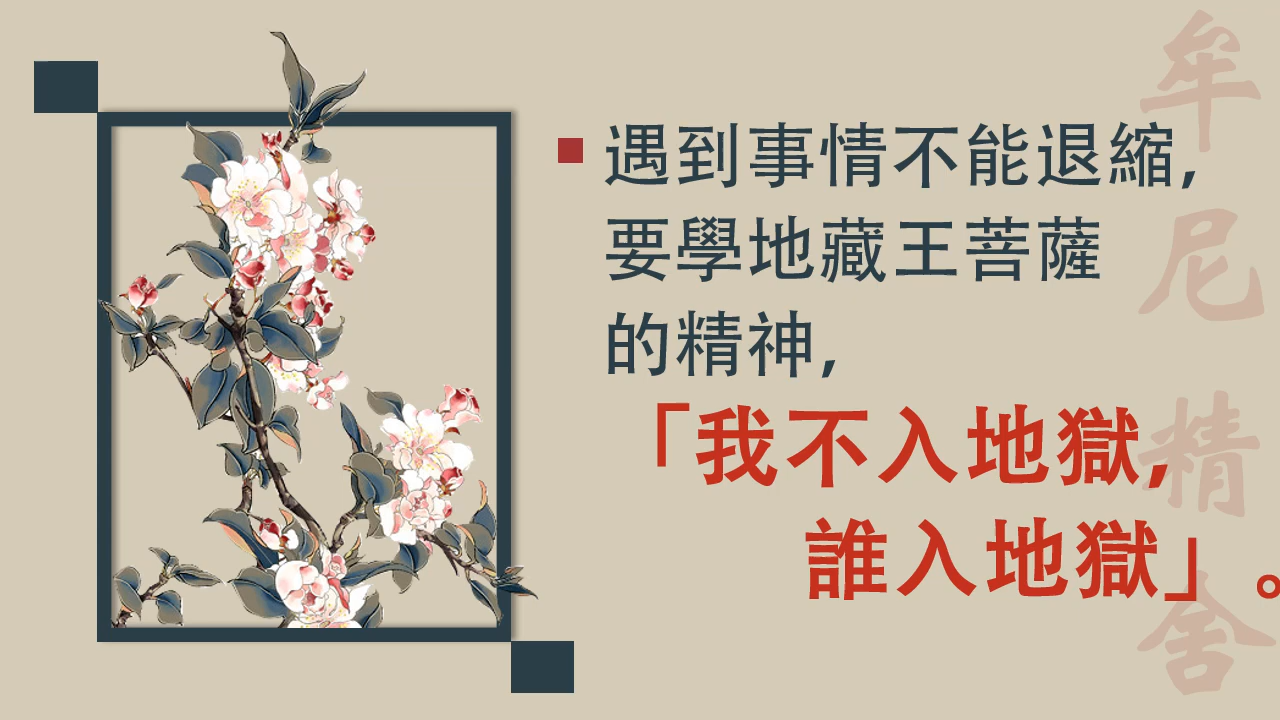 遇到事情不能退縮,
要學地藏王菩薩
的精神,
「我不入地獄,
誰入地獄」。
牟尼精舍